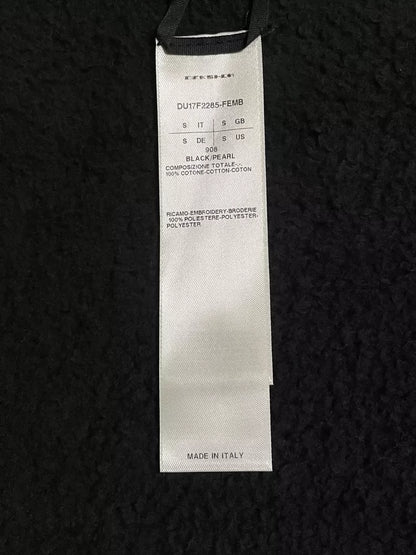 DRKSHDW
DU17F2285-FEMB
S IT S GB
S DE S US
908
BLACK/PEARL
COMPOSIZIONE TOTALE-.-.
100% COTONE-COTTON-COTON
RICAMO-EMBROIDERY-BRODERIE
100% POLIESTERE-POLYESTER-
POLYESTER
MADE IN ITALY